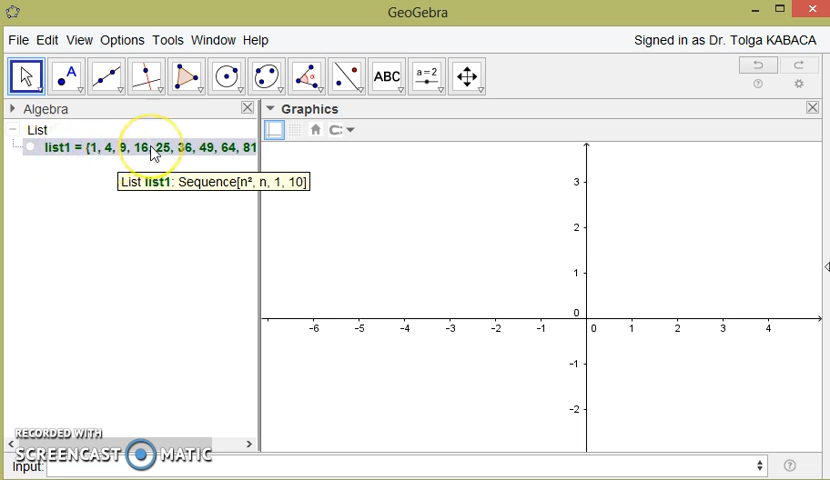 GeoGebra
File Edit View Options Tools Window Help
Signed in as Dr. Tolga KABACA
A
α
ABC
a = 2
Algebra
Graphics
List
list1 = {1, 4, 9, 16, 25, 36, 49, 64, 81
List list1: Sequence[n², n, 1, 10]
3
2
1
0
-6 -5 -4 -3 -2 -1 0 1 2 3 4
-1
-2
RECORDED WITH
SCREENCAST MATIC
Input: